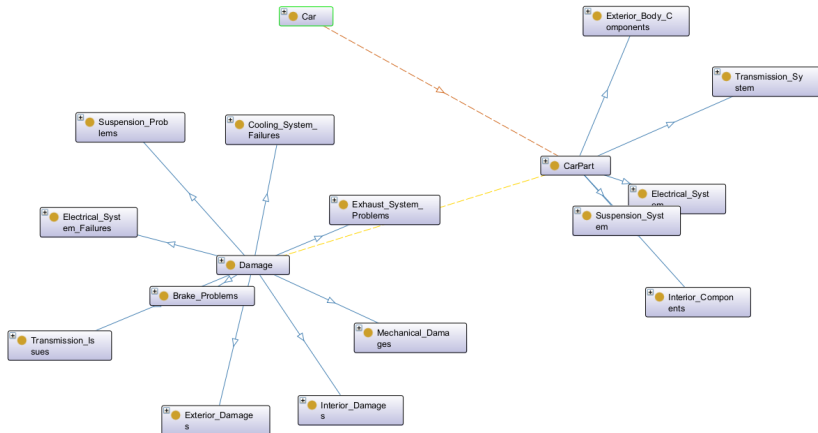 Car
Exterior_Body_C
omponents
Transmission_Sy
stem
Suspension_Prob
lems
Cooling_System_
Failures
CarPart
Electrical_Syst
em
Exhaust_System_
Problems
Suspension_Syst
em
Electrical_Syst
em_Failures
Damage
Brake_Problems
Interior_Compon
ents
Transmission_Is
sues
Mechanical_Dama
ges
Exterior_Damage
s
Interior_Damage
s